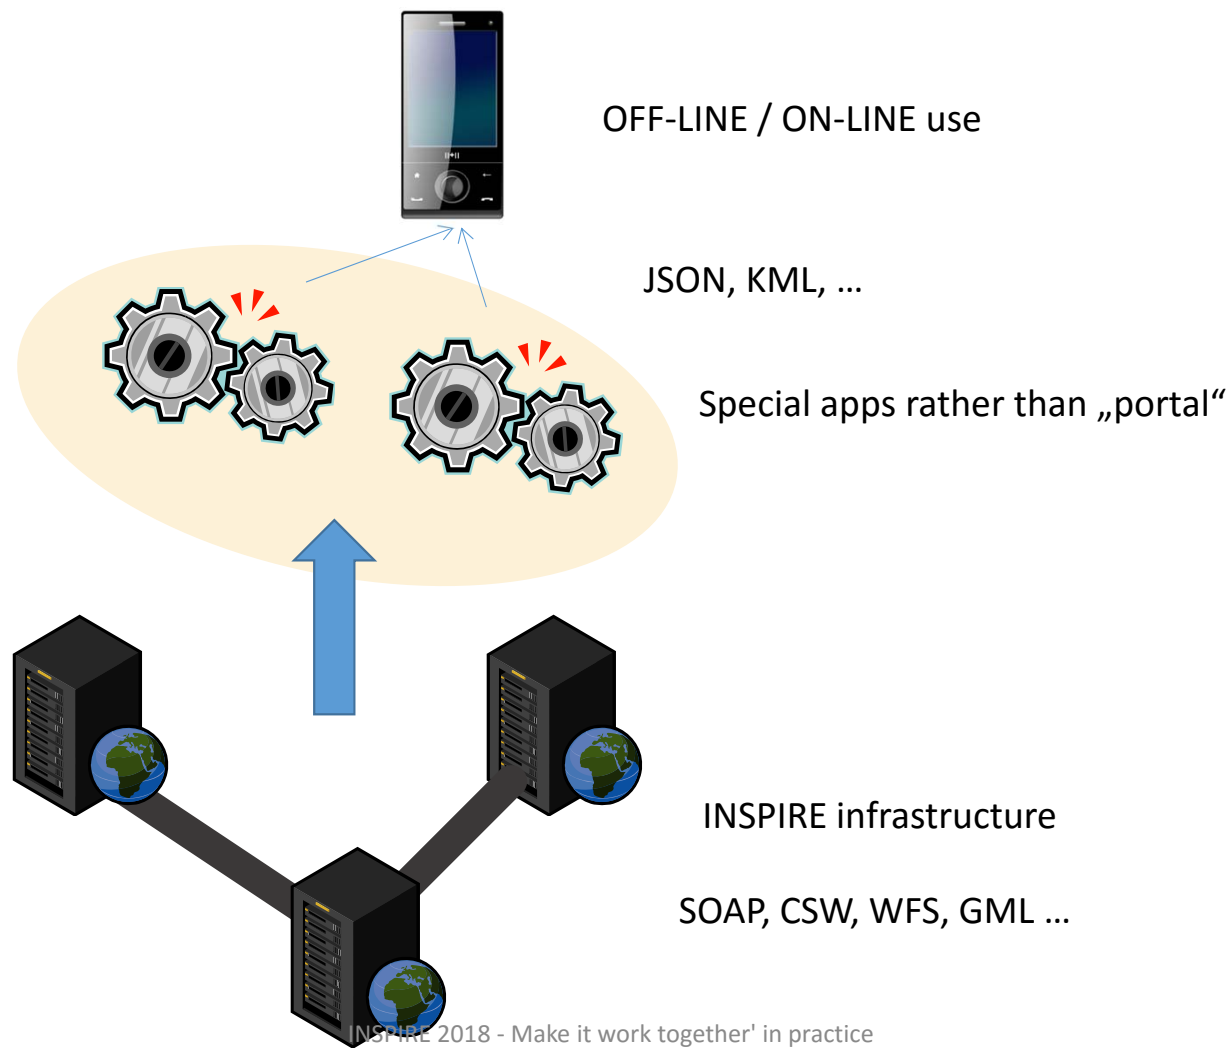 OFF-LINE / ON-LINE use
JSON, KML, …
Special apps rather than „portal“
INSPIRE infrastructure
SOAP, CSW, WFS, GML …
INSPIRE 2018 - Make it work together' in practice